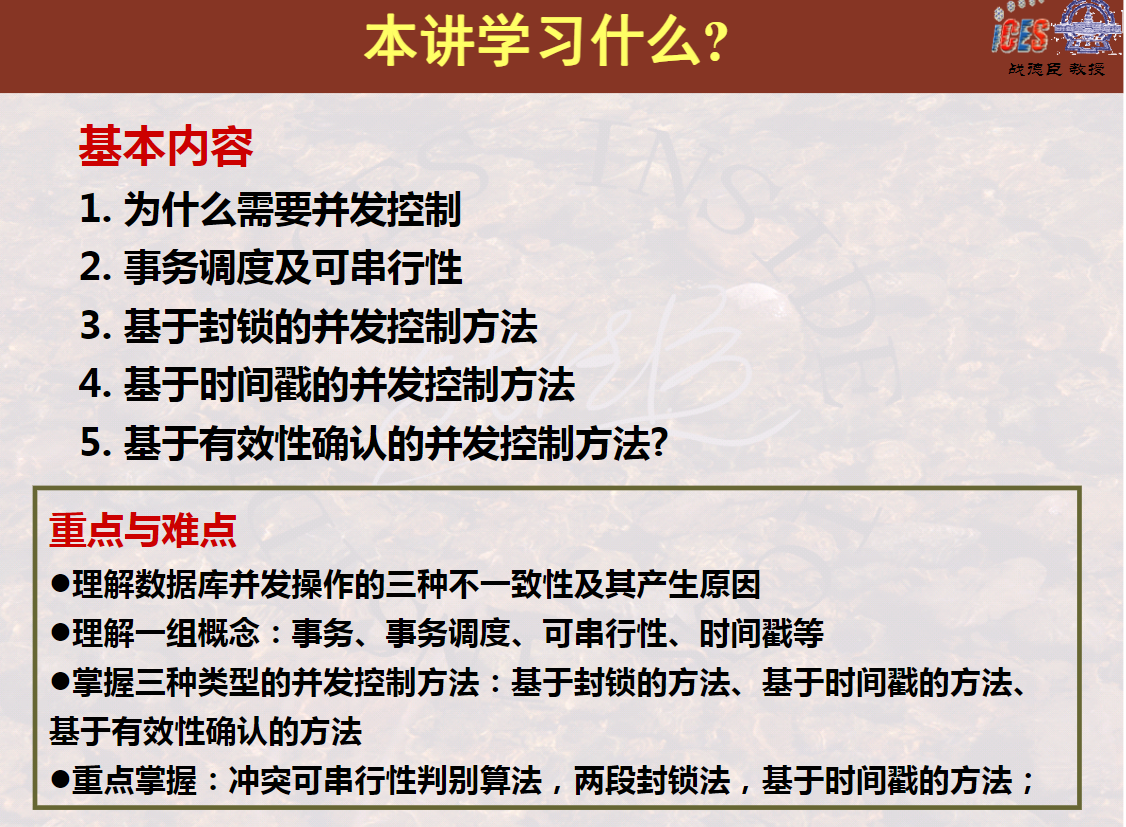 本讲学习什么?
iCES
战德臣 教授
基本内容
1. 为什么需要并发控制
2. 事务调度及可串行性
3. 基于封锁的并发控制方法
4. 基于时间戳的并发控制方法
5. 基于有效性确认的并发控制方法?
重点与难点
●理解数据库并发操作的三种不一致性及其产生原因
●理解一组概念：事务、事务调度、可串行性、时间戳等
●掌握三种类型的并发控制方法：基于封锁的方法、基于时间戳的方法、
基于有效性确认的方法
●重点掌握：冲突可串行性判别算法，两段封锁法，基于时间戳的方法；